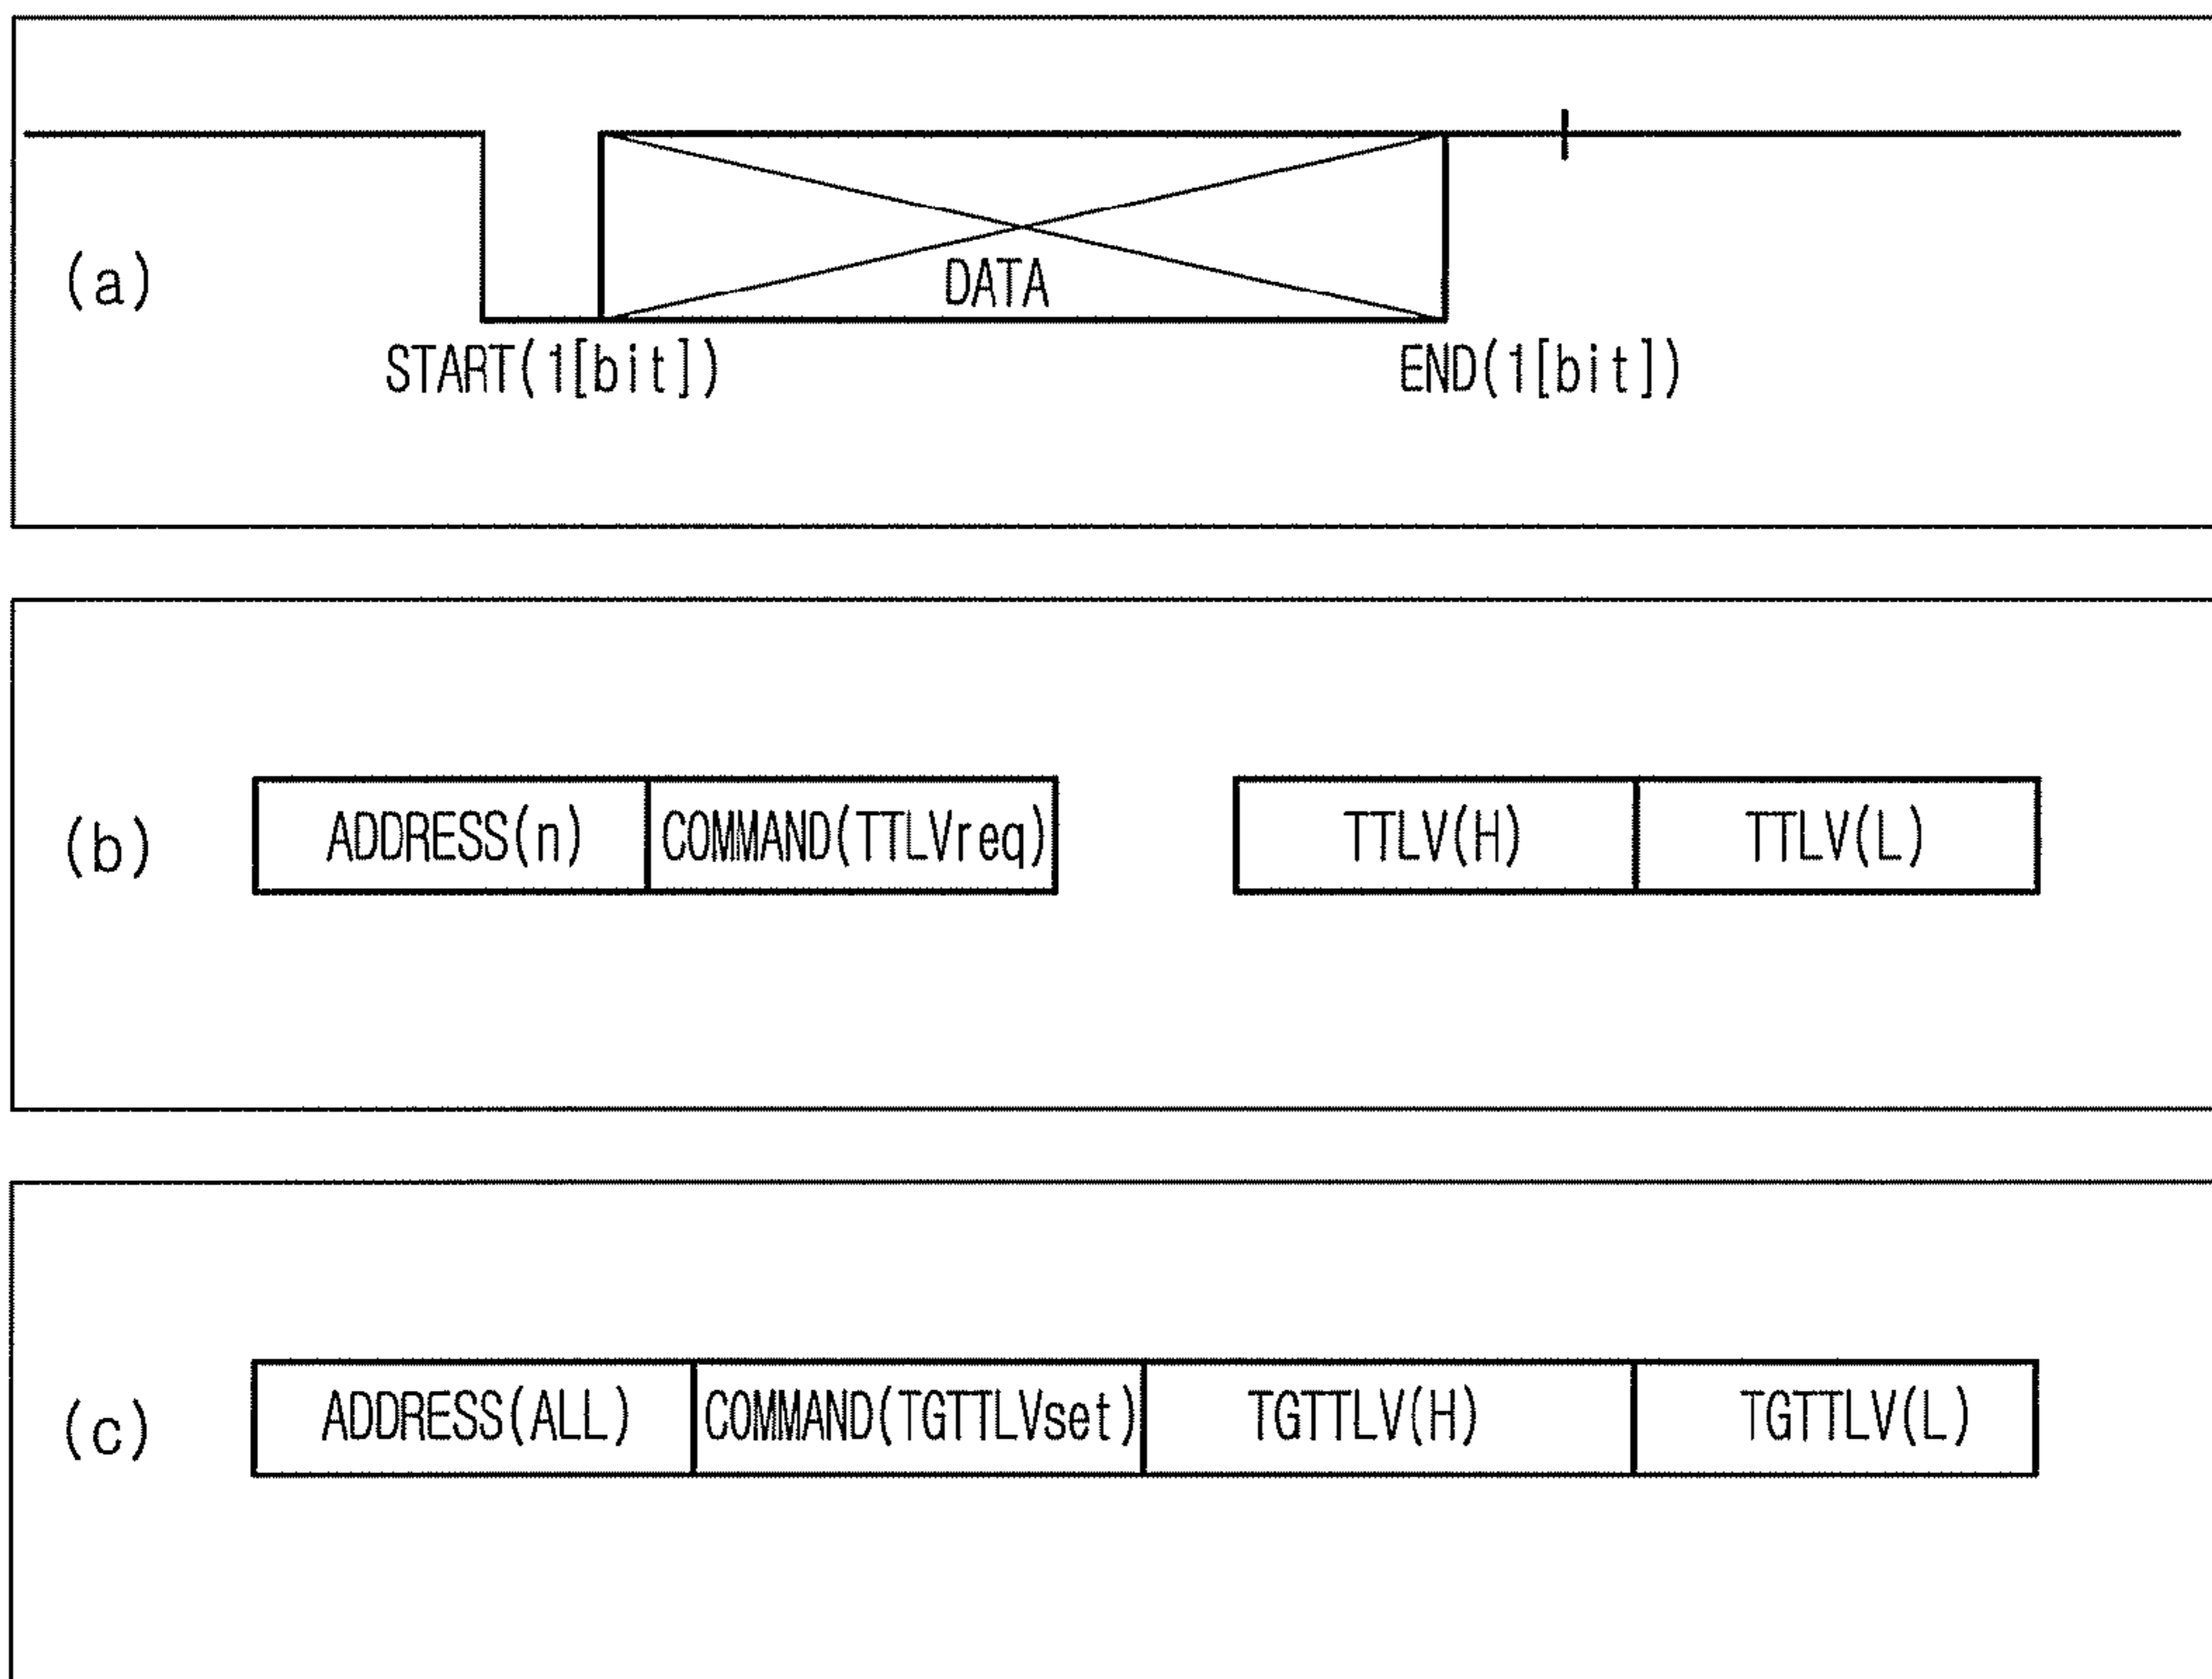 (a)
DATA
START(1[bit])
END(1[bit])
(b)
ADDRESS(n) COMMAND(TTLVreq) TTLV(H) TTLV(L)
(c)
ADDRESS(ALL) COMMAND(TGTTLVset) TGTTLV(H) TGTTLV(L)